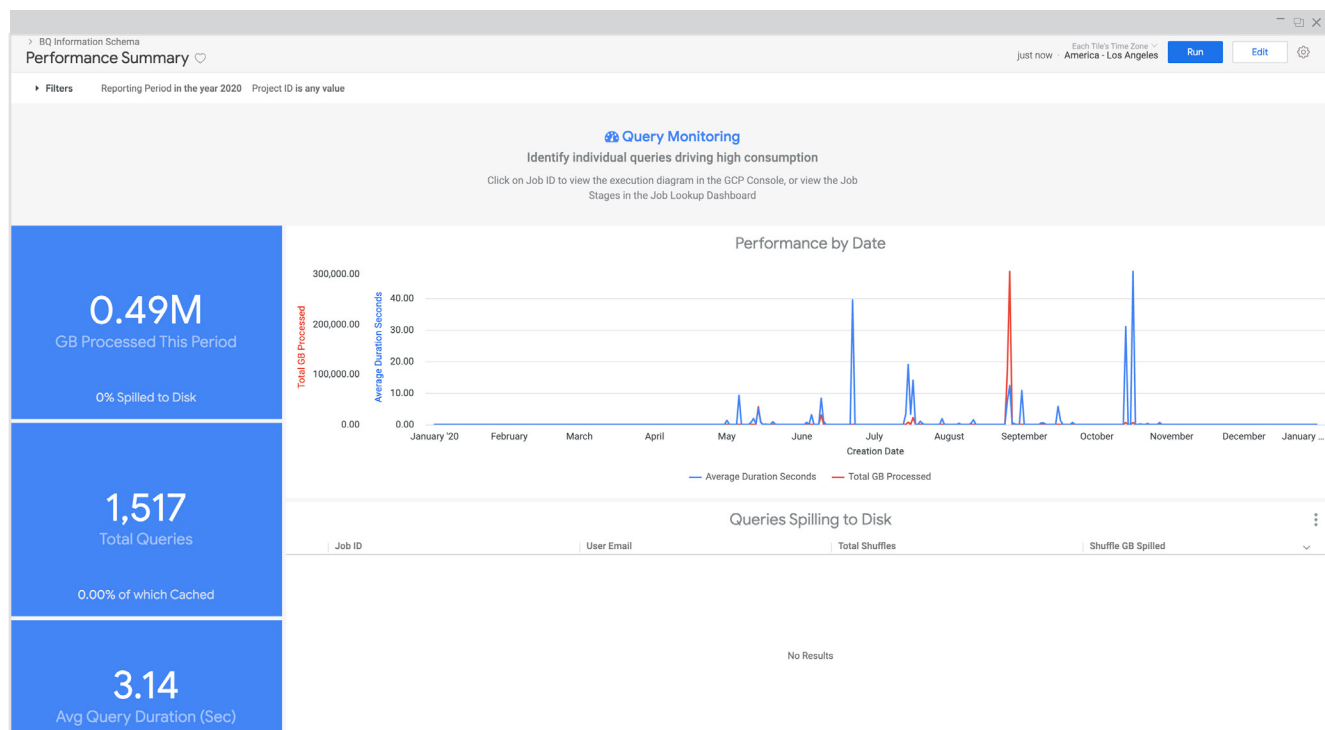 > BQ Information Schema
Performance Summary
just now · Each Tile's Time Zone
America - Los Angeles
Run
Edit
Filters Reporting Period in the year 2020 Project ID is any value
Query Monitoring
Identify individual queries driving high consumption
Click on Job ID to view the execution diagram in the GCP Console, or view the Job
Stages in the Job Lookup Dashboard
0.49M
GB Processed This Period
0% Spilled to Disk
1,517
Total Queries
0.00% of which Cached
3.14
Avg Query Duration (Sec)
Performance by Date
Total GB Processed
300,000.00
200,000.00
100,000.00
0.00
Average Duration Seconds
40.00
30.00
20.00
10.00
0.00
January '20 February March April May June July August September October November December January ...
Creation Date
Average Duration Seconds Total GB Processed
Queries Spilling to Disk
Job ID User Email Total Shuffles Shuffle GB Spilled
No Results